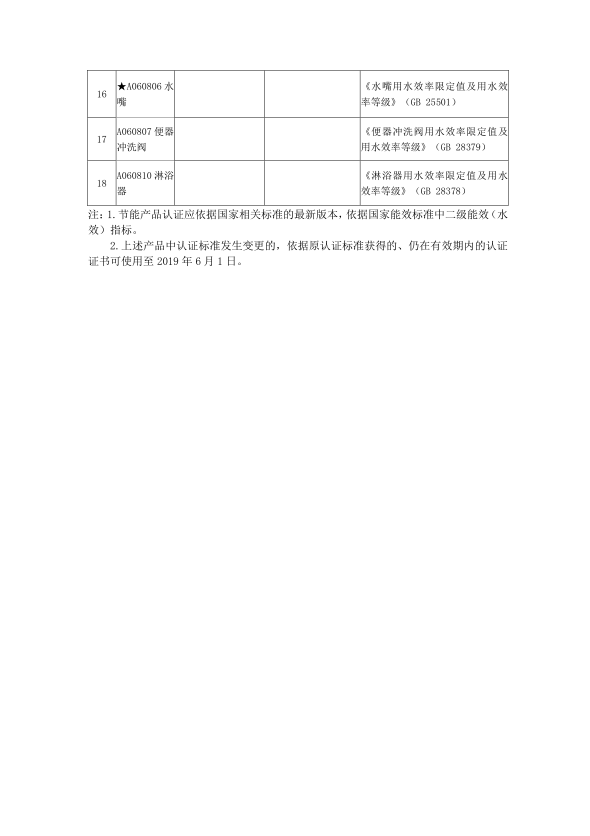 16
★A060806 水
嘴
《水嘴用水效率限定值及用水效
率等级》（GB 25501）
17
A060807 便器
冲洗阀
《便器冲洗阀用水效率限定值及
用水效率等级》（GB 28379）
18
A060810 淋浴
器
《淋浴器用水效率限定值及用水
效率等级》（GB 28378）
注：1.节能产品认证应依据国家相关标准的最新版本，依据国家能效标准中二级能效（水
效）指标。
2.上述产品中认证标准发生变更的，依据原认证标准获得的、仍在有效期内的认证
证书可使用至 2019 年 6 月 1 日。